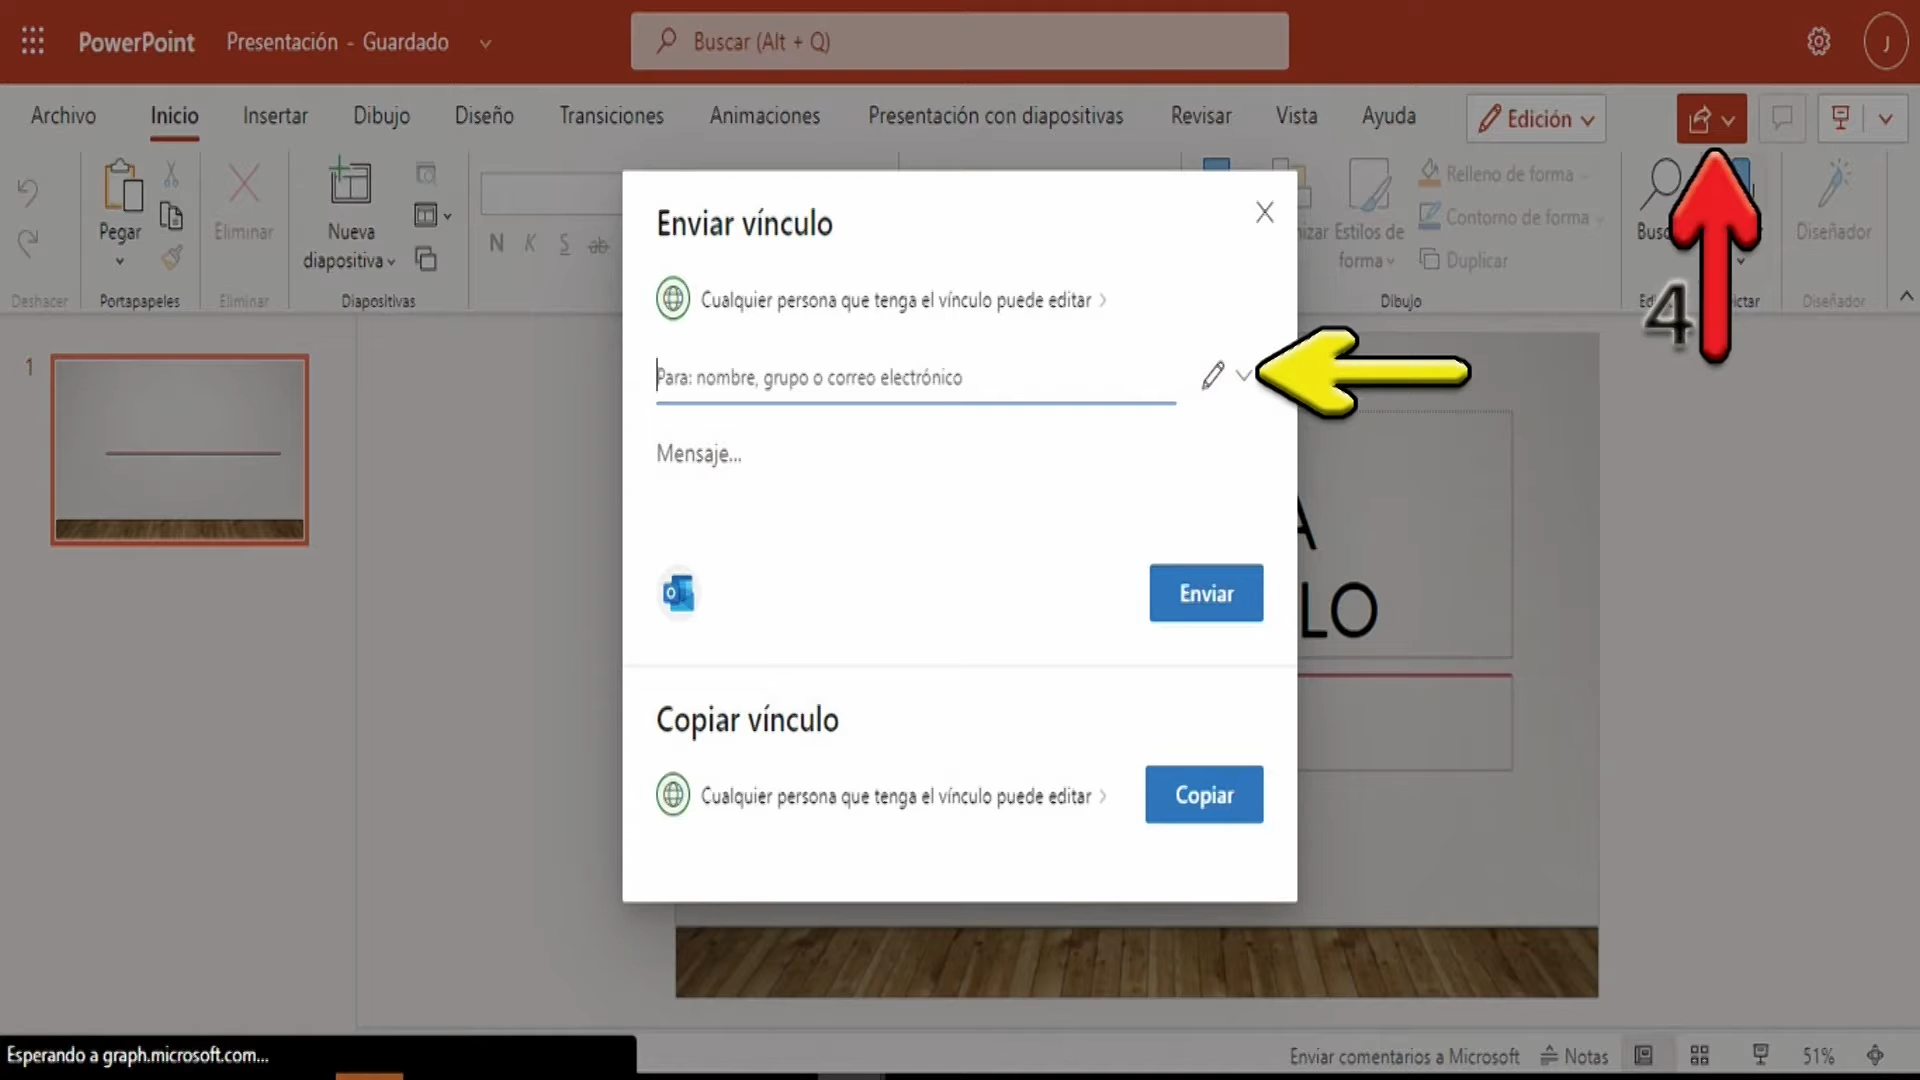 PowerPoint
Presentación - Guardado
Buscar (Alt + Q)
J
Archivo
Inicio
Insertar
Dibujo
Diseño
Transiciones
Animaciones
Presentación con diapositivas
Revisar
Vista
Ayuda
Edición
Pegar
Eliminar
Nueva
diapositiva
N K S ab
Estilos de
forma
Relleno de forma
Contorno de forma
Duplicar
Diseñador
Deshacer
Portapapeles
Eliminar
Diapositivas
Dibujo
Diseñador
4
1
Enviar vínculo
Cualquier persona que tenga el vínculo puede editar
Para: nombre, grupo o correo electrónico
Mensaje...
Enviar
Copiar vínculo
Cualquier persona que tenga el vínculo puede editar
Copiar
A
LO
Esperando a graph.microsoft.com...
Enviar comentarios a Microsoft
Notas
51%